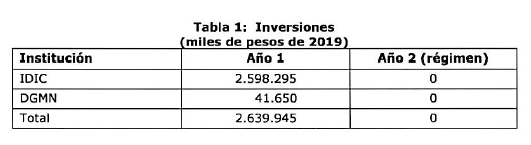 Tabla 1: Inversiones
(miles de pesos de 2019)
Institución Año 1 Año 2 (régimen)
IDIC 2.598.295 0
DGMN 41.650 0
Total 2.639.945 0